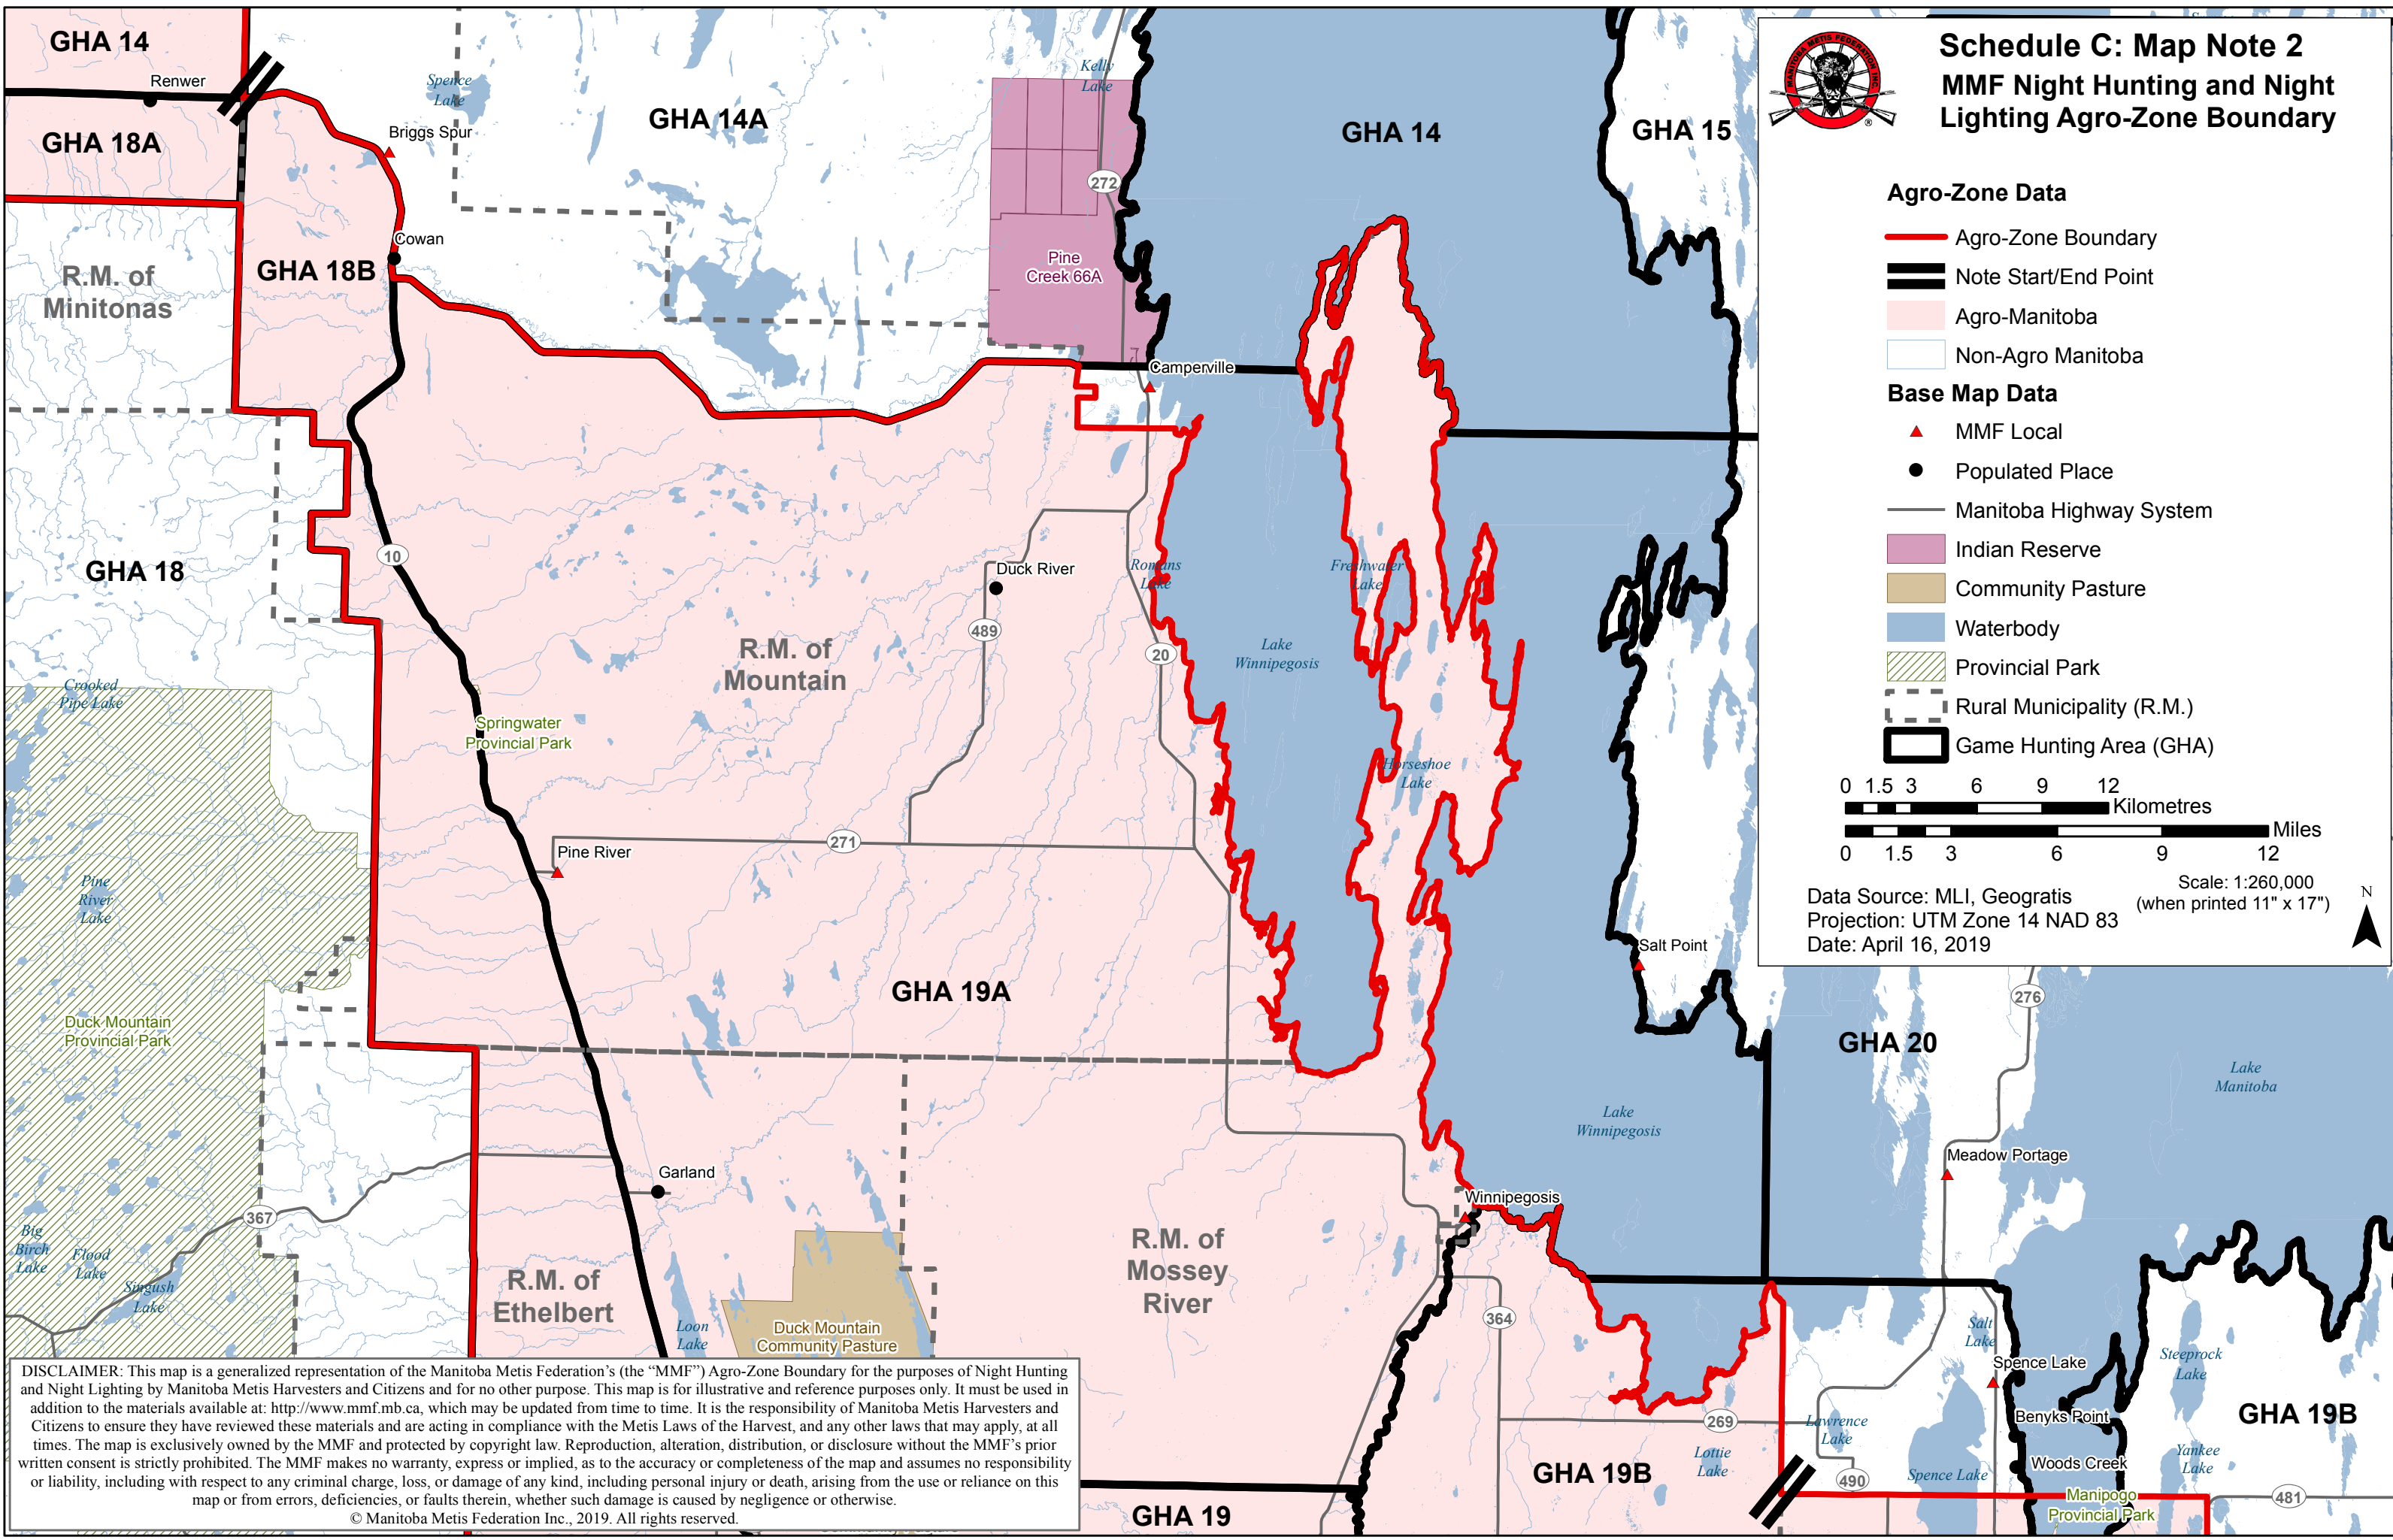 Schedule C: Map Note 2
MMF Night Hunting and Night
Lighting Agro-Zone Boundary
MANITOBA METIS FEDERATION INC.
®
Agro-Zone Data
Agro-Zone Boundary
Note Start/End Point
Agro-Manitoba
Non-Agro Manitoba
Base Map Data
MMF Local
Populated Place
Manitoba Highway System
Indian Reserve
Community Pasture
Waterbody
Provincial Park
Rural Municipality (R.M.)
Game Hunting Area (GHA)
0 1.5 3 6 9 12
Kilometres
Miles
0 1.5 3 6 9 12
Scale: 1:260,000
(when printed 11" x 17")
N
Data Source: MLI, Geogratis
Projection: UTM Zone 14 NAD 83
Date: April 16, 2019
GHA 14
Renwer
GHA 18A
Spence
Lake
Briggs Spur
GHA 14A
Kelly
Lake
272
GHA 14
GHA 15
Cowan
GHA 18B
R.M. of
Minitonas
Pine
Creek 66A
Camperville
10
GHA 18
Duck River
Romans
Lake
Freshwater
Lake
489
20
R.M. of
Mountain
Lake
Winnipegosis
Crooked
Pipe Lake
Springwater
Provincial Park
Horseshoe
Lake
271
Pine River
Pine
River
Lake
Salt Point
GHA 19A
276
Duck Mountain
Provincial Park
GHA 20
Lake
Manitoba
Lake
Winnipegosis
Meadow Portage
Garland
Winnipegosis
367
Big
Birch
Lake
Flood
Lake
Singush
Lake
R.M. of
Ethelbert
R.M. of
Mossey
River
Loon
Lake
Duck Mountain
Community Pasture
364
Salt
Lake
Spence Lake
Steeprock
Lake
269
Lawrence
Lake
Benyks Point
GHA 19B
Lottie
Lake
GHA 19B
490
Spence Lake
Woods Creek
Yankee
Lake
Manipogo
Provincial Park
481
GHA 19
DISCLAIMER: This map is a generalized representation of the Manitoba Metis Federation’s (the “MMF”) Agro-Zone Boundary for the purposes of Night Hunting
and Night Lighting by Manitoba Metis Harvesters and Citizens and for no other purpose. This map is for illustrative and reference purposes only. It must be used in
addition to the materials available at: http://www.mmf.mb.ca, which may be updated from time to time. It is the responsibility of Manitoba Metis Harvesters and
Citizens to ensure they have reviewed these materials and are acting in compliance with the Metis Laws of the Harvest, and any other laws that may apply, at all
times. The map is exclusively owned by the MMF and protected by copyright law. Reproduction, alteration, distribution, or disclosure without the MMF’s prior
written consent is strictly prohibited. The MMF makes no warranty, express or implied, as to the accuracy or completeness of the map and assumes no responsibility
or liability, including with respect to any criminal charge, loss, or damage of any kind, including personal injury or death, arising from the use or reliance on this
map or from errors, deficiencies, or faults therein, whether such damage is caused by negligence or otherwise.
© Manitoba Metis Federation Inc., 2019. All rights reserved.